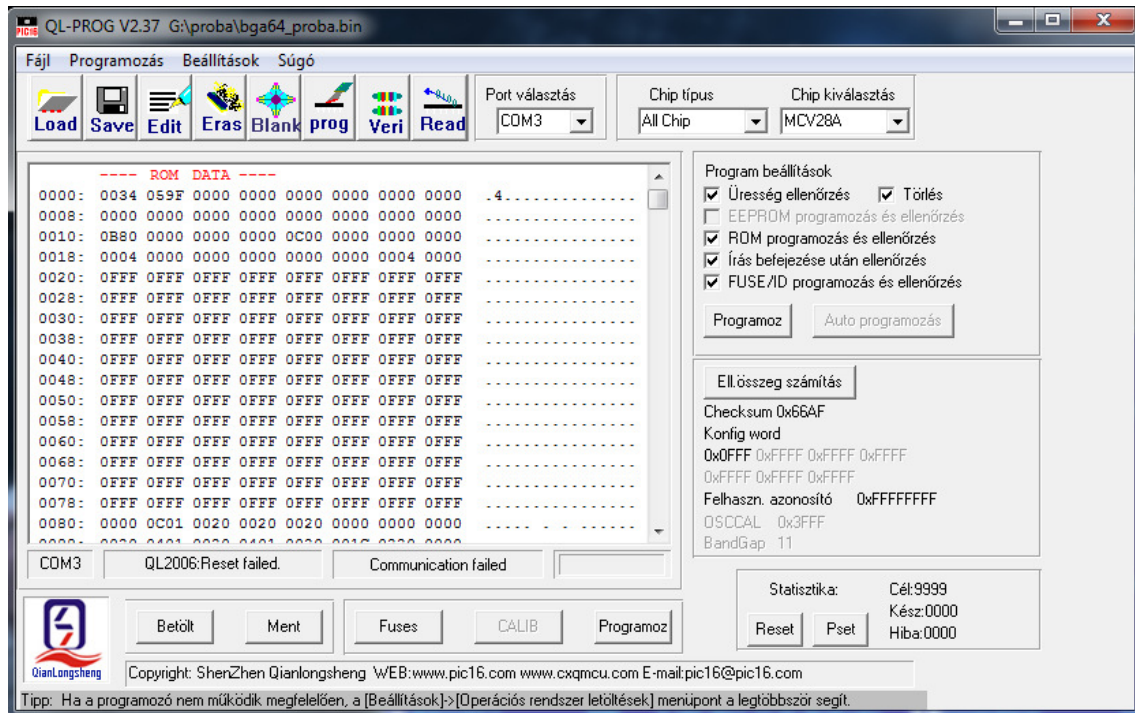 QL-PROG V2.37 G:\proba\bga64_proba.bin
Fájl Programozás Beállítások Súgó
Load Save Edit Eras Blank prog Veri Read
Port választás
COM3
Chip típus
All Chip
Chip kiválasztás
MCV28A
---- ROM DATA ----
0000: 0034 059F 0000 0000 0000 0000 0000 0000 .4..............
0008: 0000 0000 0000 0000 0000 0000 0000 0000 ................
0010: 0B80 0000 0000 0000 0C00 0000 0000 0000 ................
0018: 0004 0000 0000 0000 0000 0000 0004 0000 ................
0020: 0FFF 0FFF 0FFF 0FFF 0FFF 0FFF 0FFF 0FFF ................
0028: 0FFF 0FFF 0FFF 0FFF 0FFF 0FFF 0FFF 0FFF ................
0030: 0FFF 0FFF 0FFF 0FFF 0FFF 0FFF 0FFF 0FFF ................
0038: 0FFF 0FFF 0FFF 0FFF 0FFF 0FFF 0FFF 0FFF ................
0040: 0FFF 0FFF 0FFF 0FFF 0FFF 0FFF 0FFF 0FFF ................
0048: 0FFF 0FFF 0FFF 0FFF 0FFF 0FFF 0FFF 0FFF ................
0050: 0FFF 0FFF 0FFF 0FFF 0FFF 0FFF 0FFF 0FFF ................
0058: 0FFF 0FFF 0FFF 0FFF 0FFF 0FFF 0FFF 0FFF ................
0060: 0FFF 0FFF 0FFF 0FFF 0FFF 0FFF 0FFF 0FFF ................
0068: 0FFF 0FFF 0FFF 0FFF 0FFF 0FFF 0FFF 0FFF ................
0070: 0FFF 0FFF 0FFF 0FFF 0FFF 0FFF 0FFF 0FFF ................
0078: 0FFF 0FFF 0FFF 0FFF 0FFF 0FFF 0FFF 0FFF ................
0080: 0000 0C01 0020 0020 0020 0000 0000 0000 ..... . . ......
COM3 QL2006:Reset failed. Communication failed
Program beállítások
Üresség ellenőrzés Törlés
EEPROM programozás és ellenőrzés
ROM programozás és ellenőrzés
Írás befejezése után ellenőrzés
FUSE/ID programozás és ellenőrzés
Programoz Auto programozás
Ell.összeg számítás
Checksum 0x66AF
Konfig word
0x0FFF 0xFFFF 0xFFFF 0xFFFF
0xFFFF 0xFFFF 0xFFFF
Felhaszn. azonosító 0xFFFFFFFF
OSCCAL 0x3FFF
BandGap 11
Statisztika: Cél:9999
Kész:0000
Reset Pset Hiba:0000
QianLongsheng
Betölt Ment Fuses CALIB Programoz
Copyright: ShenZhen Qianlongsheng WEB:www.pic16.com www.cxqmcu.com E-mail:pic16@pic16.com
Tipp: Ha a programozó nem működik megfelelően, a [Beállítások]->[Operációs rendszer letöltések] menüpont a legtöbbször segít.